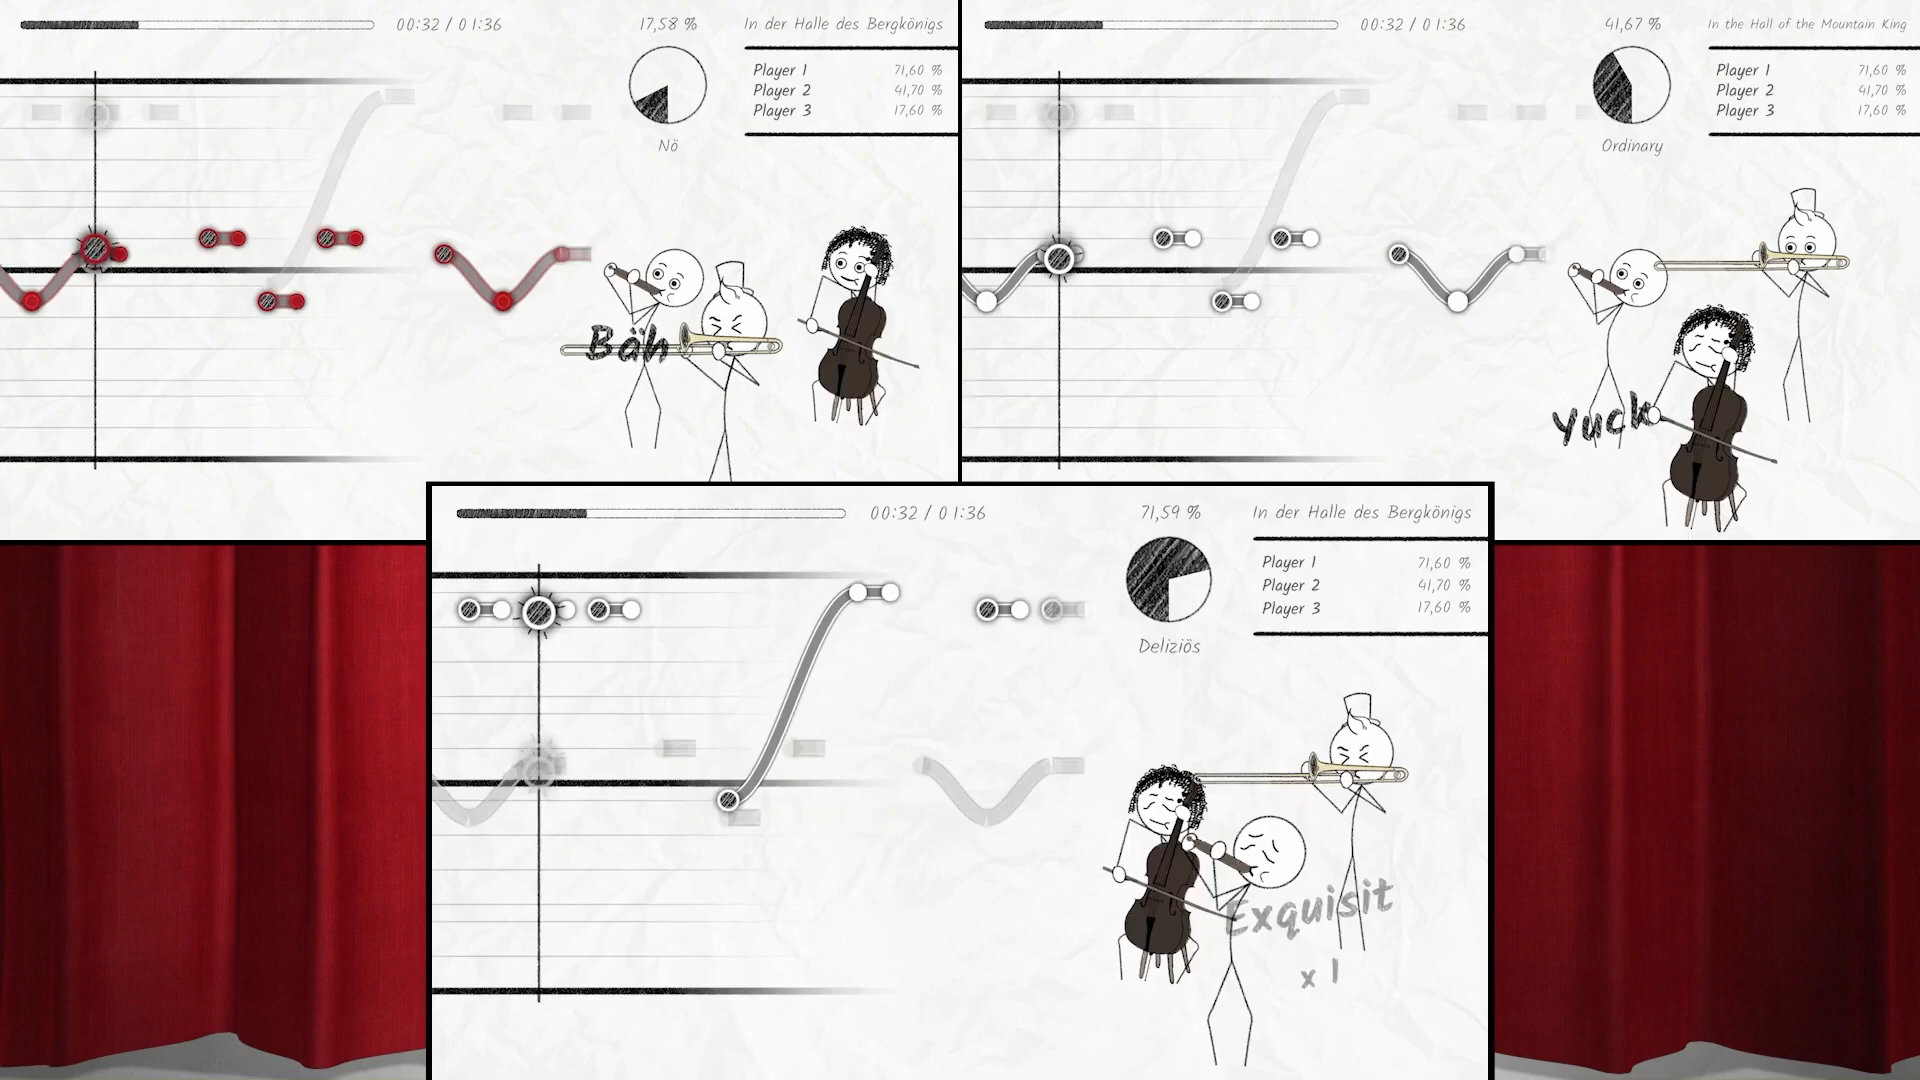 00:32 / 01:36
17,58 %
In der Halle des Bergkönigs
Player 1 71,60 %
Player 2 41,70 %
Player 3 17,60 %
Nö
Bäh
00:32 / 01:36
41,67 %
In the Hall of the Mountain King
Player 1 71,60 %
Player 2 41,70 %
Player 3 17,60 %
Ordinary
Yuck
00:32 / 01:36
71,59 %
In der Halle des Bergkönigs
Player 1 71,60 %
Player 2 41,70 %
Player 3 17,60 %
Deliziös
Exquisit
x 1